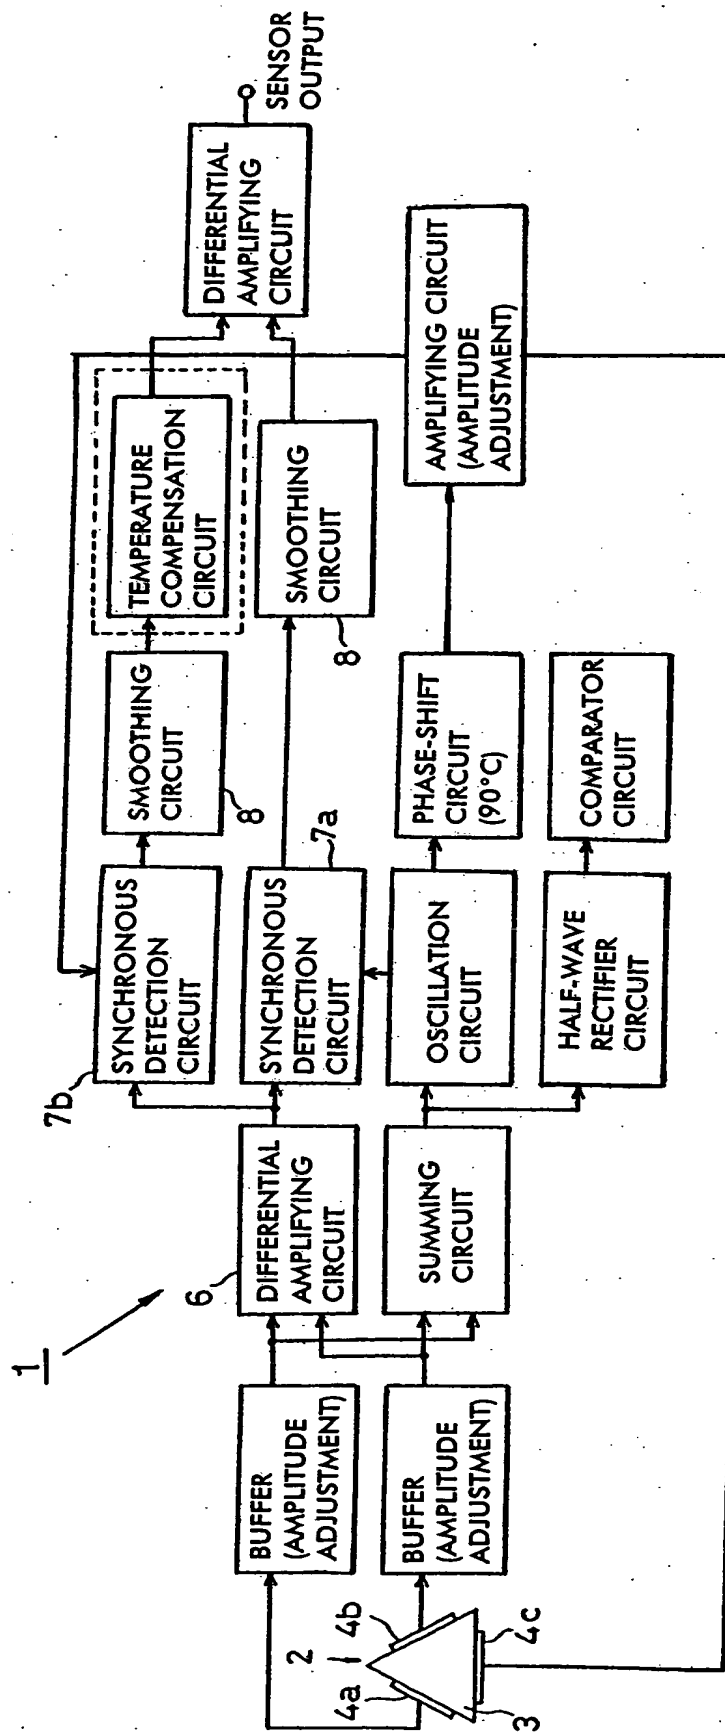 1
2
4a
4b
3
4c
BUFFER
(AMPLITUDE
ADJUSTMENT)
BUFFER
(AMPLITUDE
ADJUSTMENT)
6
DIFFERENTIAL
AMPLIFYING
CIRCUIT
SUMMING
CIRCUIT
7b
SYNCHRONOUS
DETECTION
CIRCUIT
SYNCHRONOUS
DETECTION
CIRCUIT
7a
OSCILLATION
CIRCUIT
HALF-WAVE
RECTIFIER
CIRCUIT
SMOOTHING
CIRCUIT
8
TEMPERATURE
COMPENSATION
CIRCUIT
SMOOTHING
CIRCUIT
8
PHASE-SHIFT
CIRCUIT
(90°C)
COMPARATOR
CIRCUIT
DIFFERENTIAL
AMPLIFYING
CIRCUIT
SENSOR
OUTPUT
AMPLIFYING CIRCUIT
(AMPLITUDE
ADJUSTMENT)